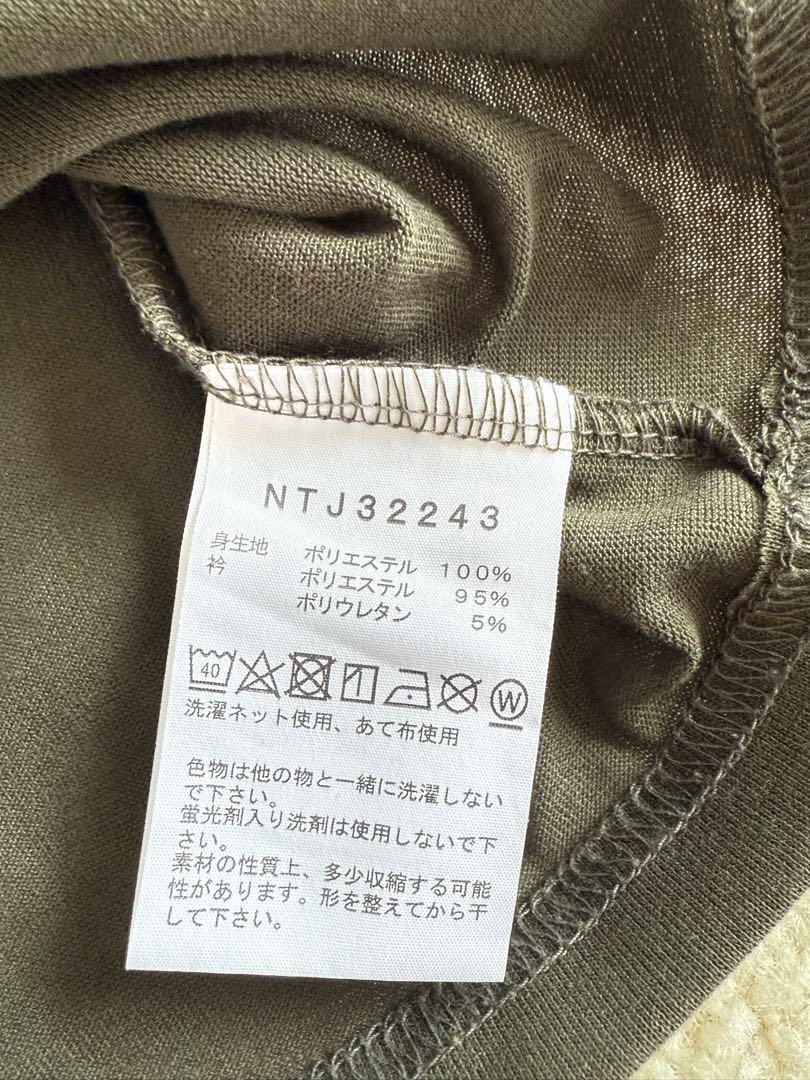 NTJ32243
身生地 ポリエステル 100%
衿 ポリエステル 95%
ポリウレタン 5%
40 W
洗濯ネット使用、あて布使用
色物は他の物と一緒に洗濯しない
で下さい。
蛍光剤入り洗剤は使用しないで下
さい。
素材の性質上、多少収縮する可能
性があります。形を整えてから干
して下さい。